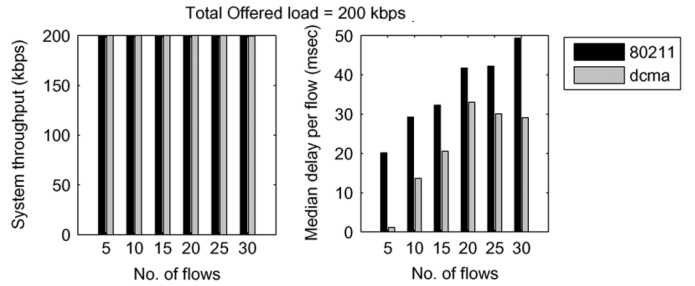 Total Offered load = 200 kbps
System throughput (kbps)
200
150
100
50
0
5 10 15 20 25 30
No. of flows
Median delay per flow (msec)
50
40
30
20
10
0
5 10 15 20 25 30
No. of flows
80211
dcma